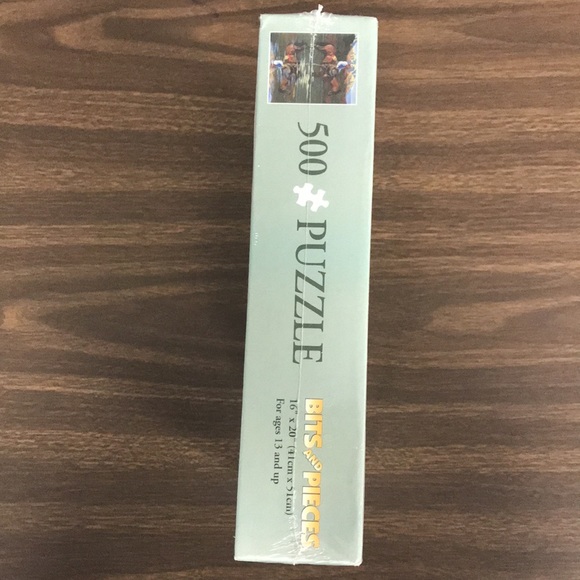 500 PUZZLE
BITS AND PIECES
16" x 20" (41cm x 51cm)
For ages 13 and up